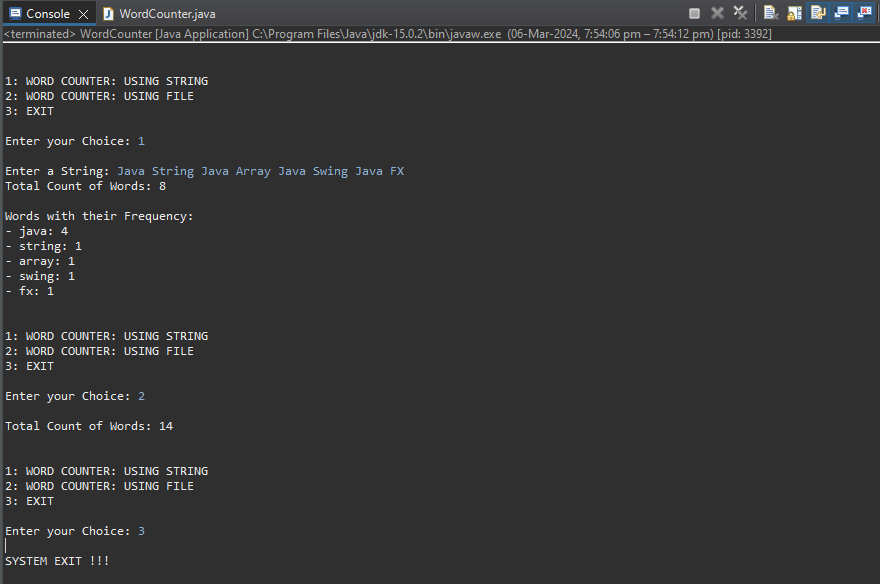 Console WordCounter.java
<terminated> WordCounter [Java Application] C:\Program Files\Java\jdk-15.0.2\bin\javaw.exe (06-Mar-2024, 7:54:06 pm – 7:54:12 pm) [pid: 3392]
1: WORD COUNTER: USING STRING
2: WORD COUNTER: USING FILE
3: EXIT
Enter your Choice: 1
Enter a String: Java String Java Array Java Swing Java FX
Total Count of Words: 8
Words with their Frequency:
- java: 4
- string: 1
- array: 1
- swing: 1
- fx: 1
1: WORD COUNTER: USING STRING
2: WORD COUNTER: USING FILE
3: EXIT
Enter your Choice: 2
Total Count of Words: 14
1: WORD COUNTER: USING STRING
2: WORD COUNTER: USING FILE
3: EXIT
Enter your Choice: 3
SYSTEM EXIT !!!